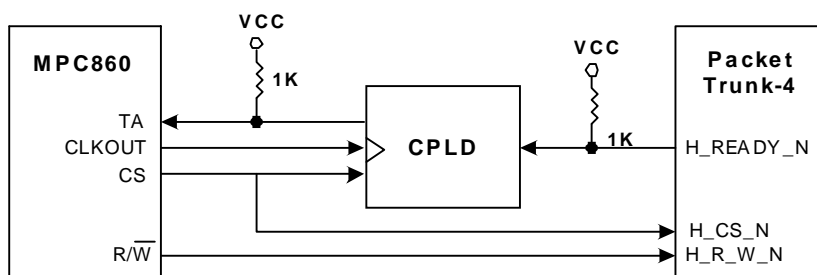 VCC
MPC860
1K
TA
CLKOUT
CS
R/W̅
CPLD
VCC
1K
Packet
Trunk-4
H_READY_N
H_CS_N
H_R_W_N